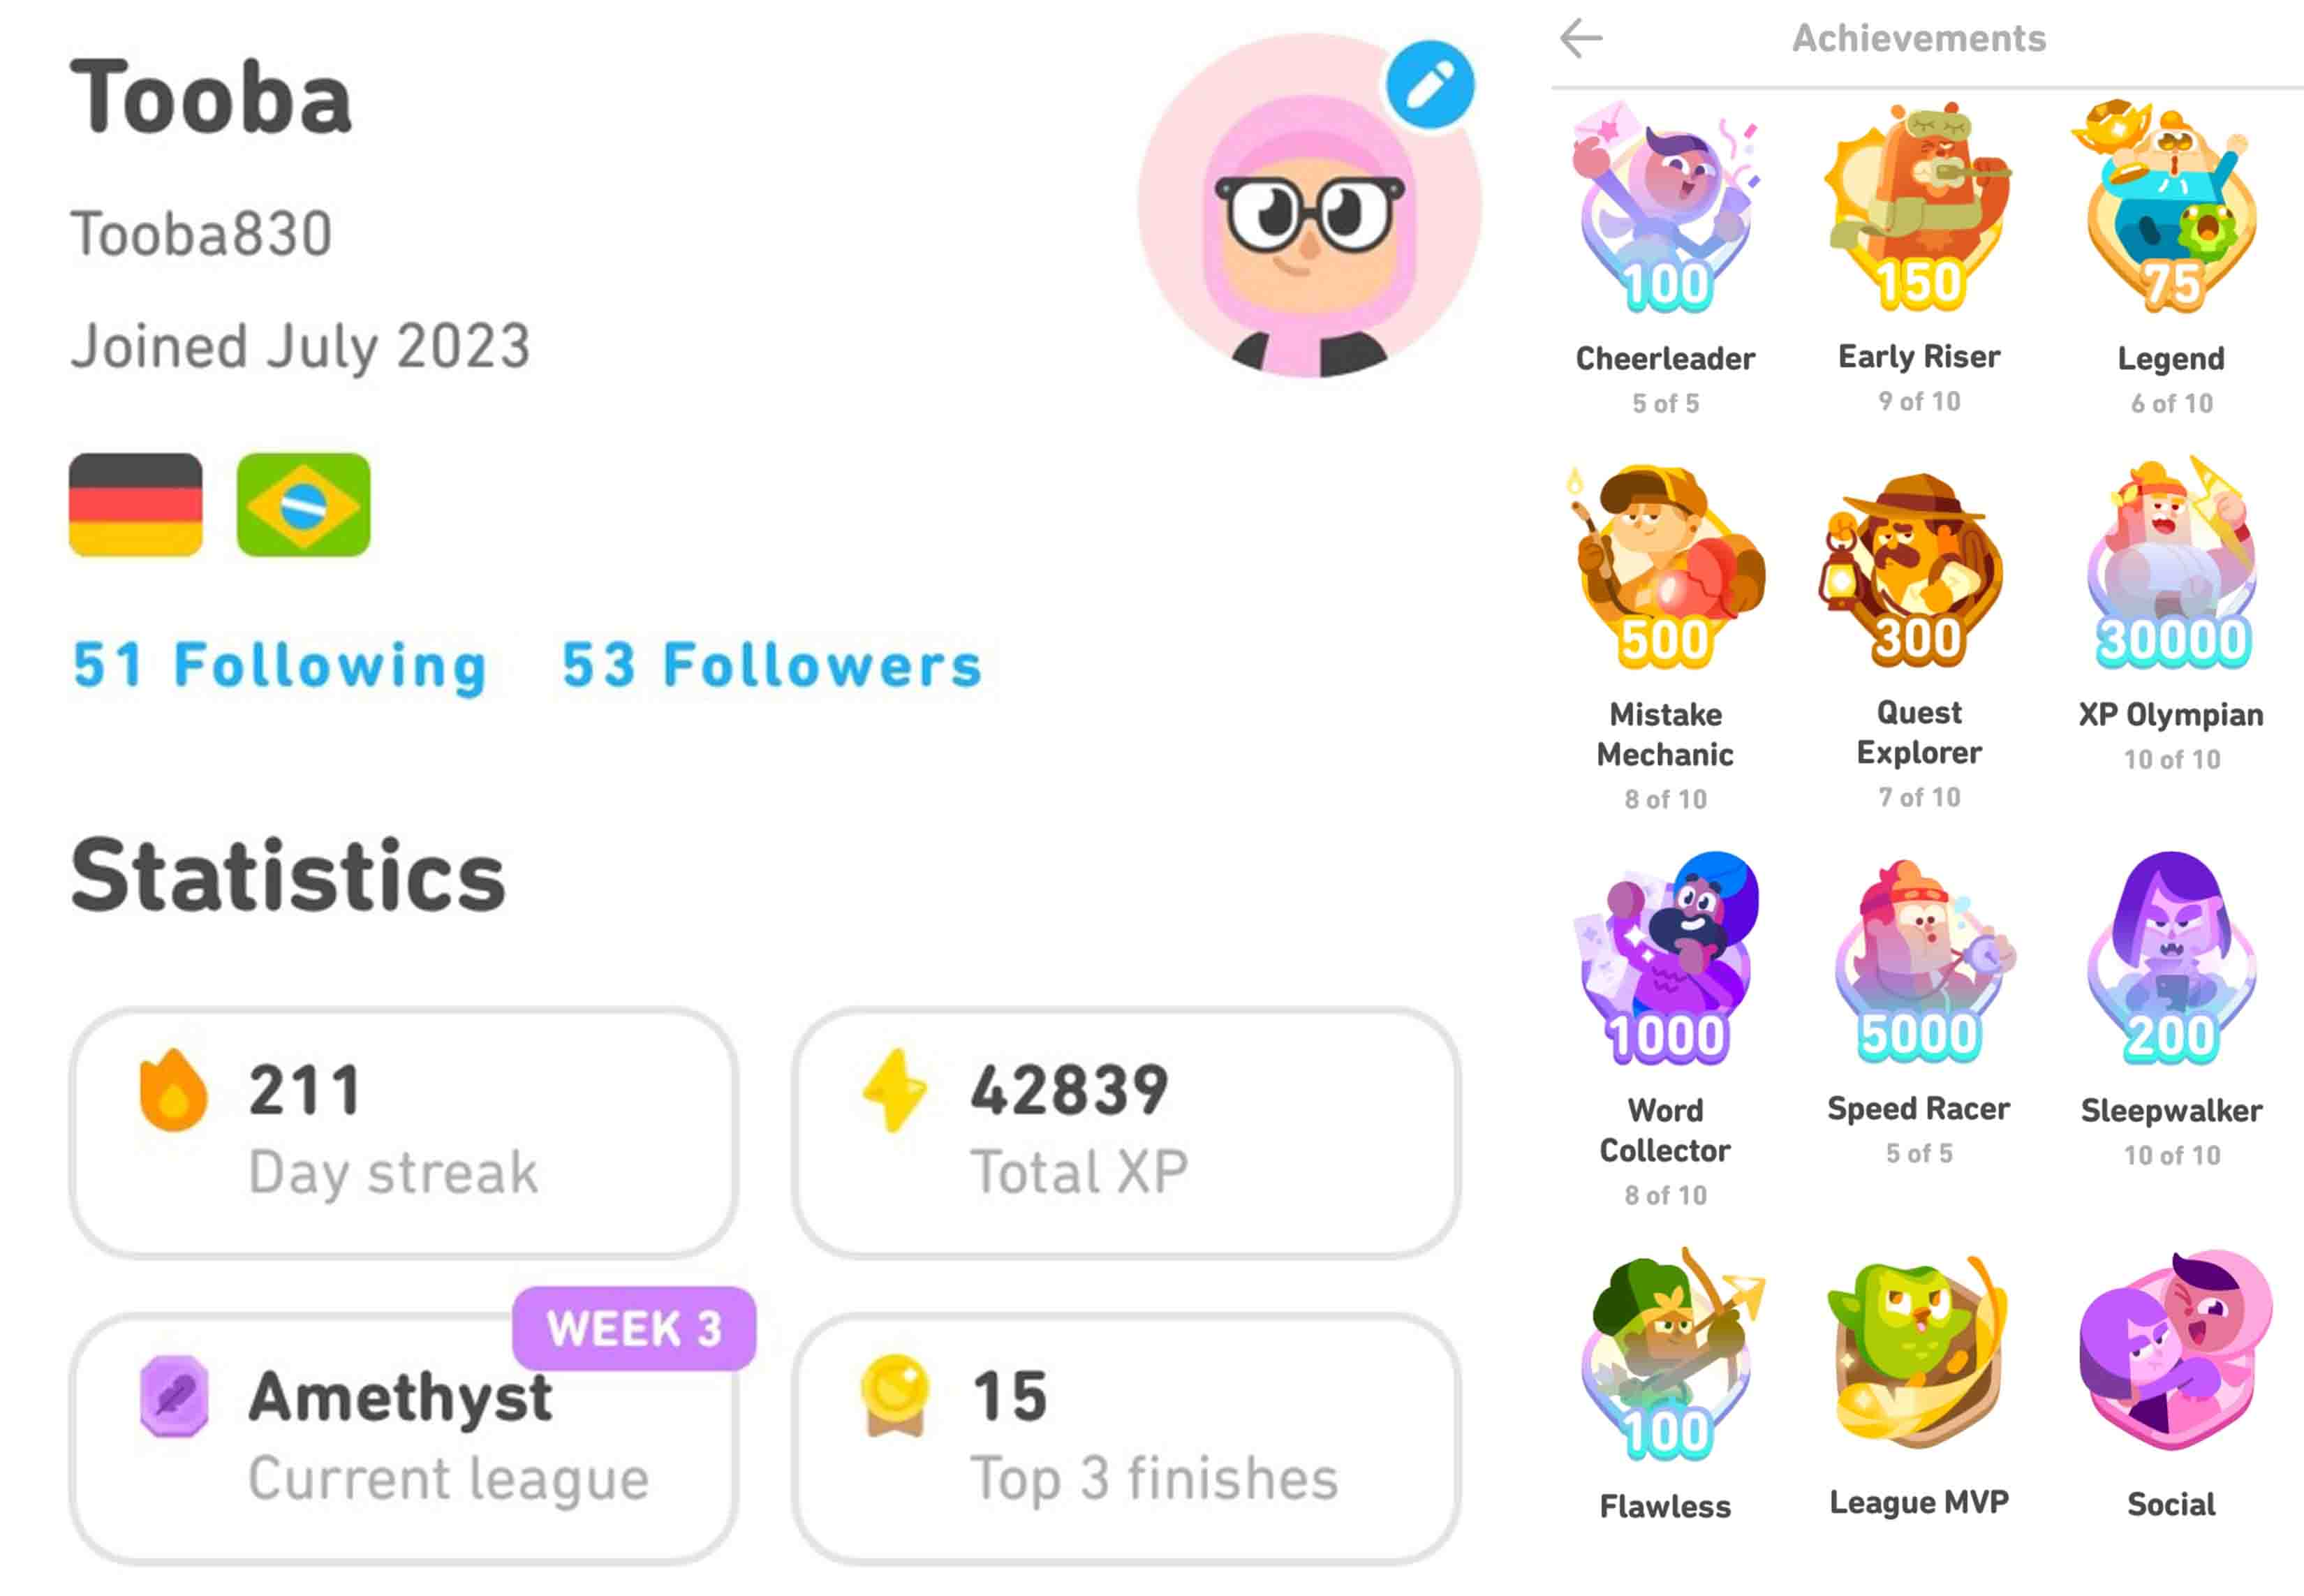 Tooba
Tooba830
Joined July 2023
51 Following 53 Followers
Statistics
211
Day streak
42839
Total XP
WEEK 3
Amethyst
Current league
15
Top 3 finishes
Achievements
100
Cheerleader
5 of 5
150
Early Riser
9 of 10
75
Legend
6 of 10
500
Mistake
Mechanic
8 of 10
300
Quest
Explorer
7 of 10
30000
XP Olympian
10 of 10
1000
Word
Collector
8 of 10
5000
Speed Racer
5 of 5
200
Sleepwalker
10 of 10
100
Flawless
League MVP
Social